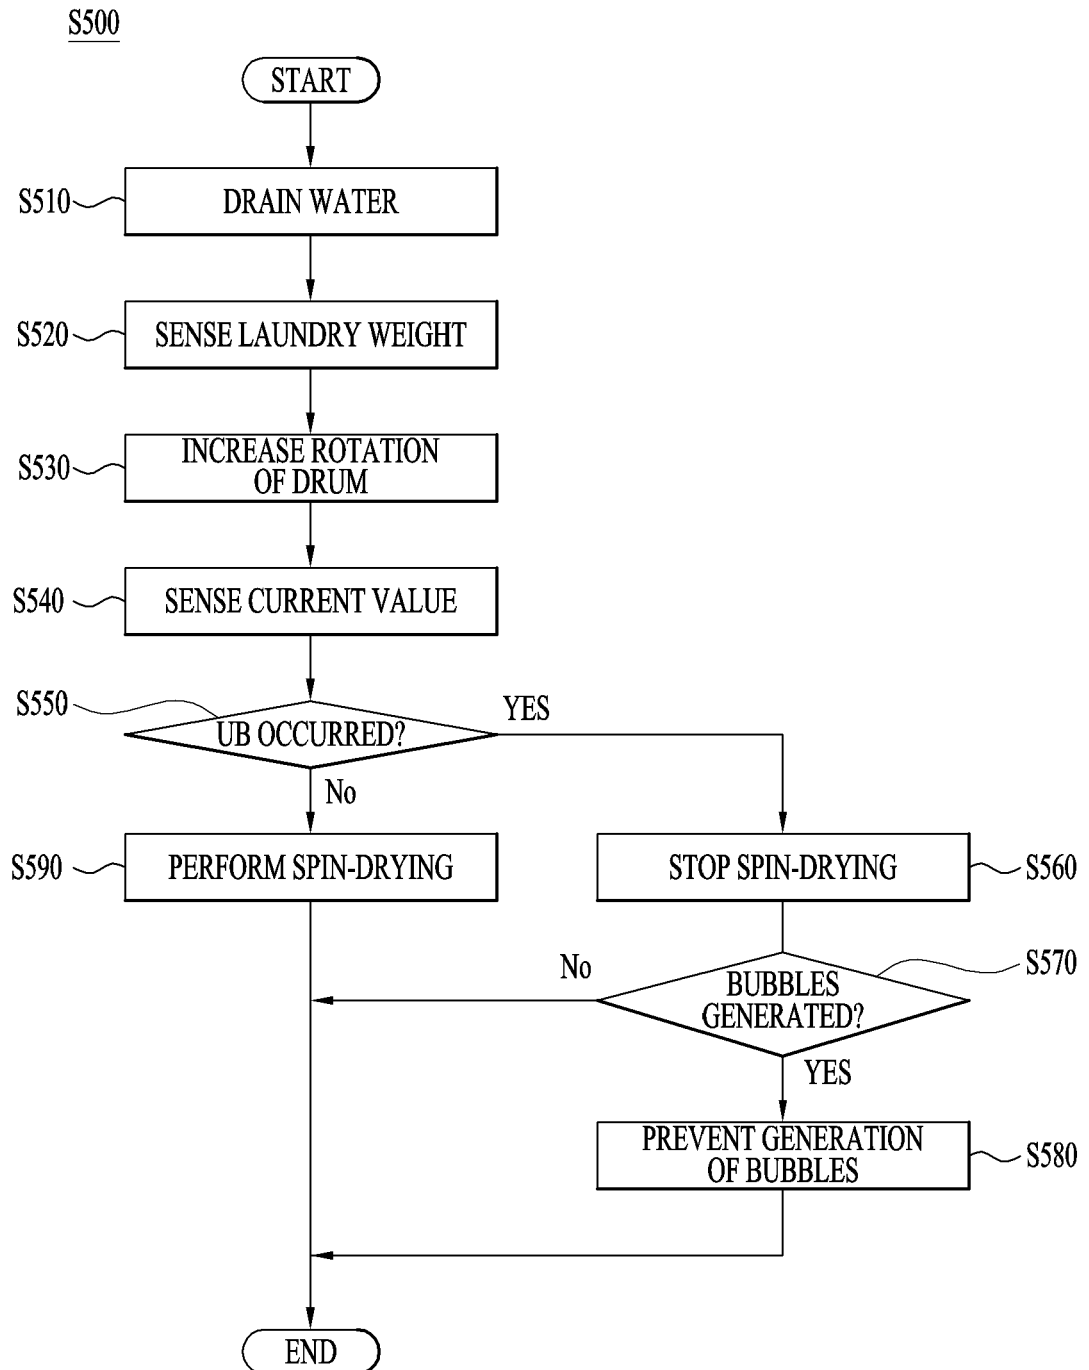 S500
START
S510
DRAIN WATER
S520
SENSE LAUNDRY WEIGHT
S530
INCREASE ROTATION
OF DRUM
S540
SENSE CURRENT VALUE
S550
UB OCCURRED?
YES
No
S590
PERFORM SPIN-DRYING
STOP SPIN-DRYING
S560
No
BUBBLES
GENERATED?
S570
YES
PREVENT GENERATION
OF BUBBLES
S580
END